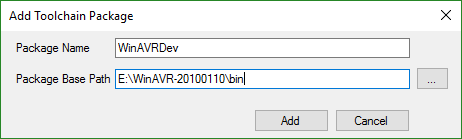 Add Toolchain Package
Package Name WinAVRDev
Package Base Path E:\WinAVR-20100110\bin ...
Add Cancel